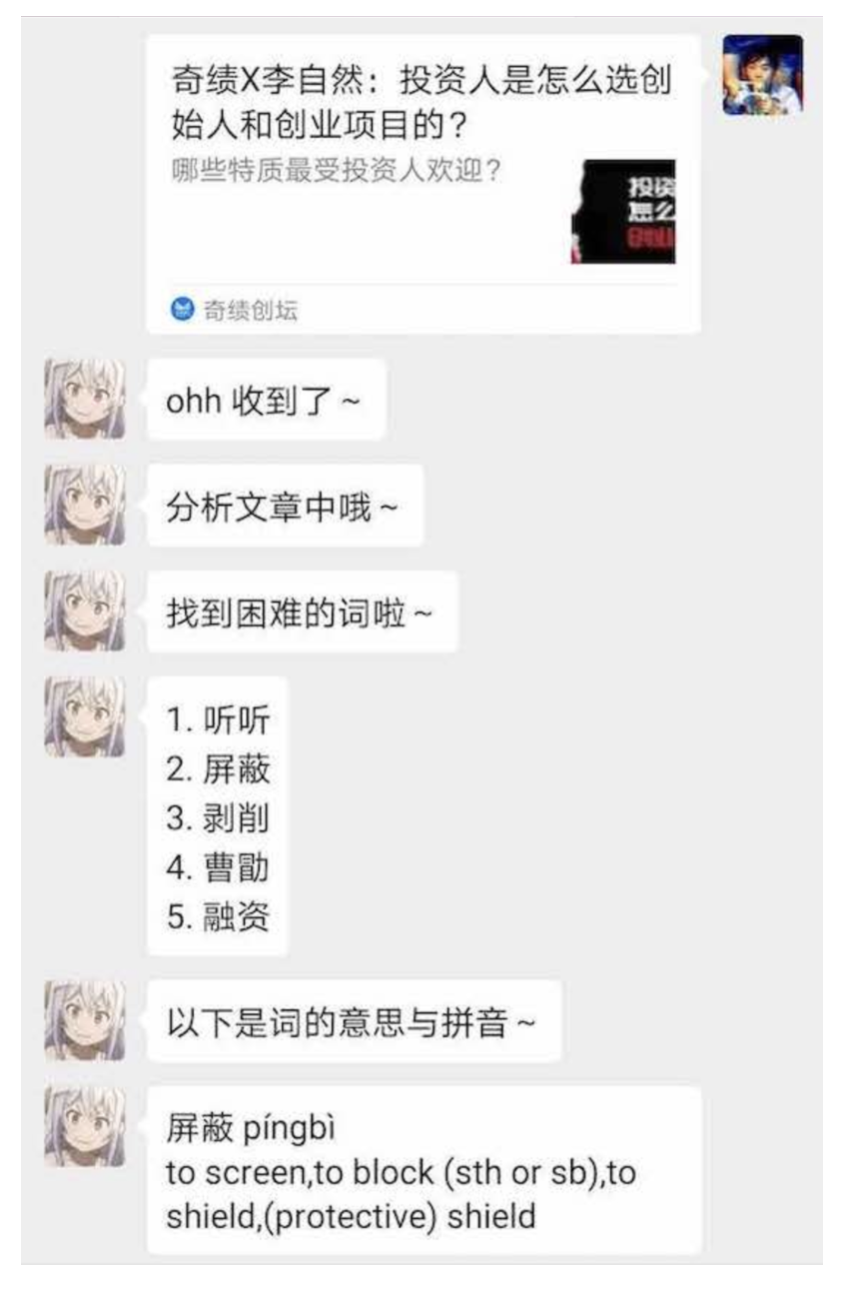 奇绩X李自然：投资人是怎么选创
始人和创业项目的？
哪些特质最受投资人欢迎？
投资
怎么
奇绩创坛
ohh 收到了～
分析文章中哦～
找到困难的词啦～
1. 听听
2. 屏蔽
3. 剥削
4. 曹勖
5. 融资
以下是词的意思与拼音～
屏蔽 píngbì
to screen,to block (sth or sb),to
shield,(protective) shield